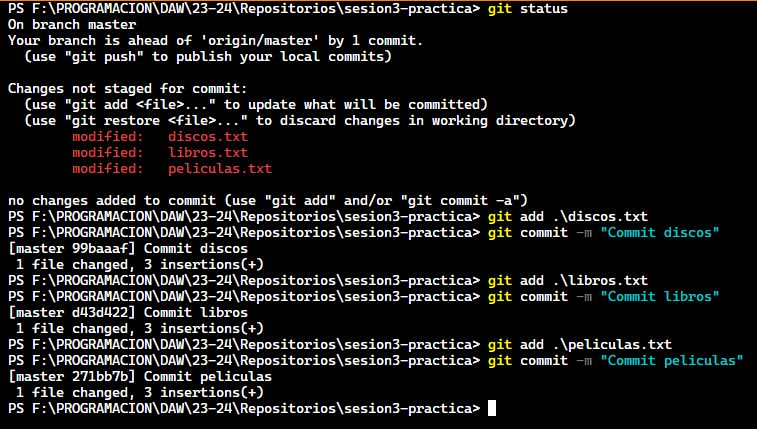 PS F:\PROGRAMACION\DAW\23-24\Repositorios\sesion3-practica> git status
On branch master
Your branch is ahead of 'origin/master' by 1 commit.
  (use "git push" to publish your local commits)

Changes not staged for commit:
  (use "git add <file>..." to update what will be committed)
  (use "git restore <file>..." to discard changes in working directory)
        modified:   discos.txt
        modified:   libros.txt
        modified:   peliculas.txt

no changes added to commit (use "git add" and/or "git commit -a")
PS F:\PROGRAMACION\DAW\23-24\Repositorios\sesion3-practica> git add .\discos.txt
PS F:\PROGRAMACION\DAW\23-24\Repositorios\sesion3-practica> git commit -m "Commit discos"
[master 99baaaf] Commit discos
 1 file changed, 3 insertions(+)
PS F:\PROGRAMACION\DAW\23-24\Repositorios\sesion3-practica> git add .\libros.txt
PS F:\PROGRAMACION\DAW\23-24\Repositorios\sesion3-practica> git commit -m "Commit libros"
[master d43d422] Commit libros
 1 file changed, 3 insertions(+)
PS F:\PROGRAMACION\DAW\23-24\Repositorios\sesion3-practica> git add .\peliculas.txt
PS F:\PROGRAMACION\DAW\23-24\Repositorios\sesion3-practica> git commit -m "Commit peliculas"
[master 271bb7b] Commit peliculas
 1 file changed, 3 insertions(+)
PS F:\PROGRAMACION\DAW\23-24\Repositorios\sesion3-practica>